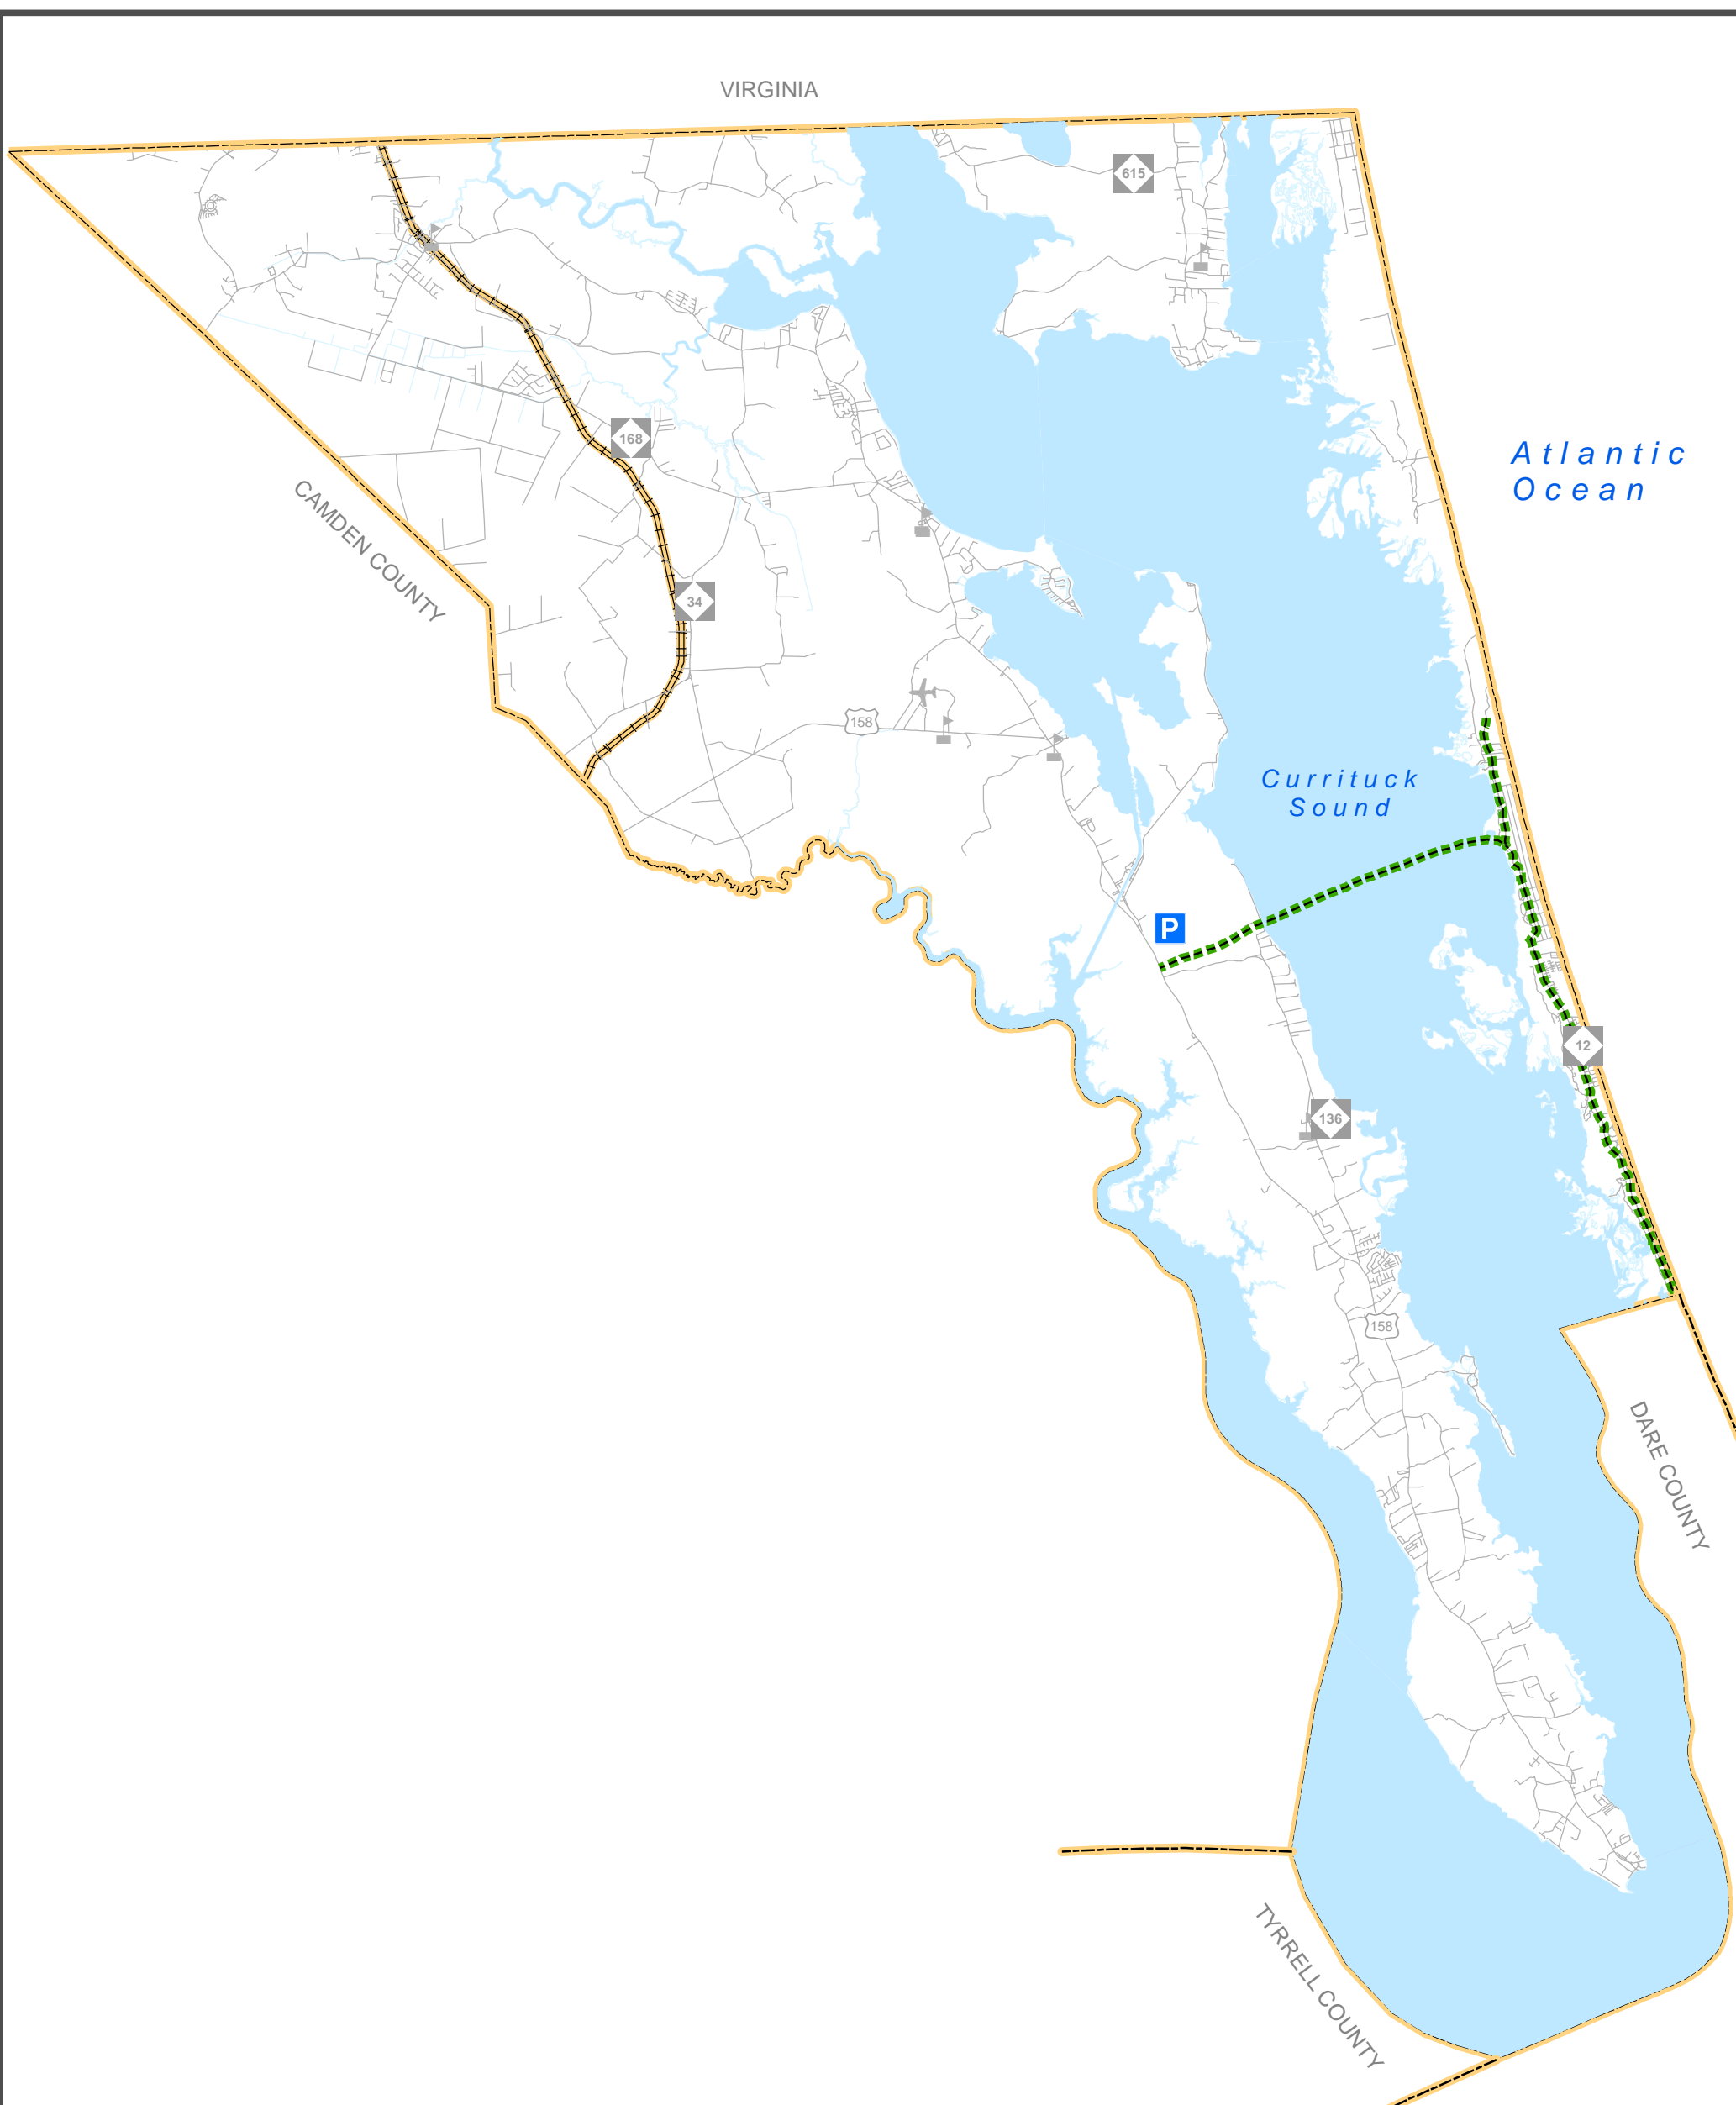 VIRGINIA
615
Atlantic
Ocean
168
CAMDEN COUNTY
34
158
Currituck
Sound
P
12
136
158
DARE COUNTY
TYRRELL COUNTY